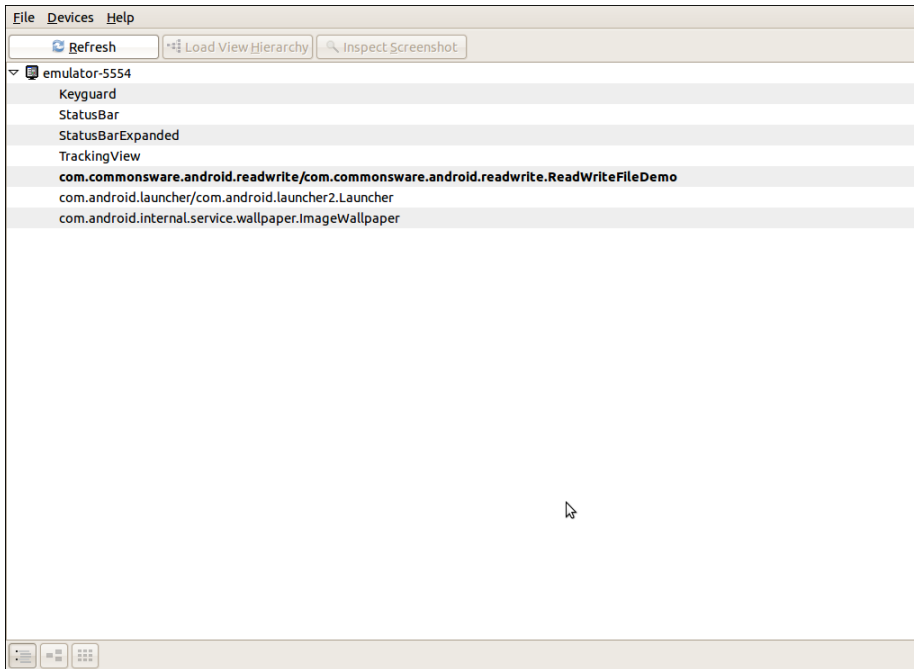 File Devices Help
Refresh Load View Hierarchy Inspect Screenshot
emulator-5554
Keyguard
StatusBar
StatusBarExpanded
TrackingView
com.commonsware.android.readwrite/com.commonsware.android.readwrite.ReadWriteFileDemo
com.android.launcher/com.android.launcher2.Launcher
com.android.internal.service.wallpaper.ImageWallpaper